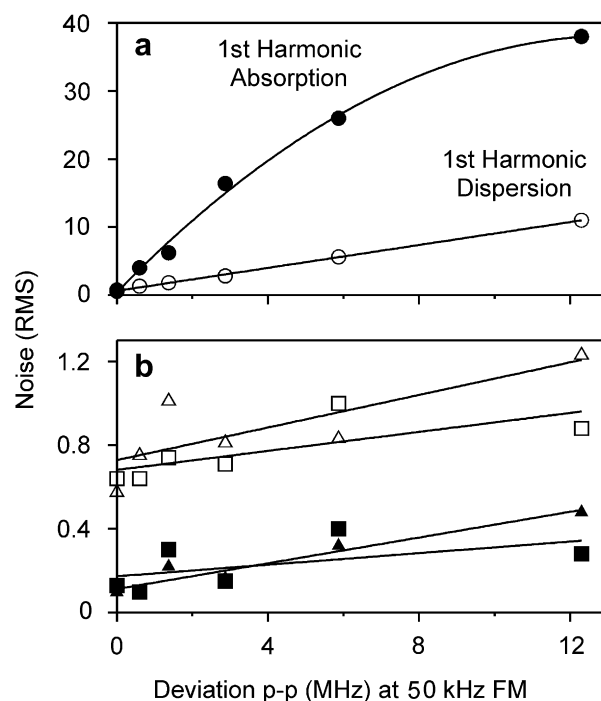 40
a
1st Harmonic
Absorption
30
20
1st Harmonic
Dispersion
10
0
Noise (RMS)
1.2
b
0.8
0.4
0
0
4
8
12
Deviation p-p (MHz) at 50 kHz FM